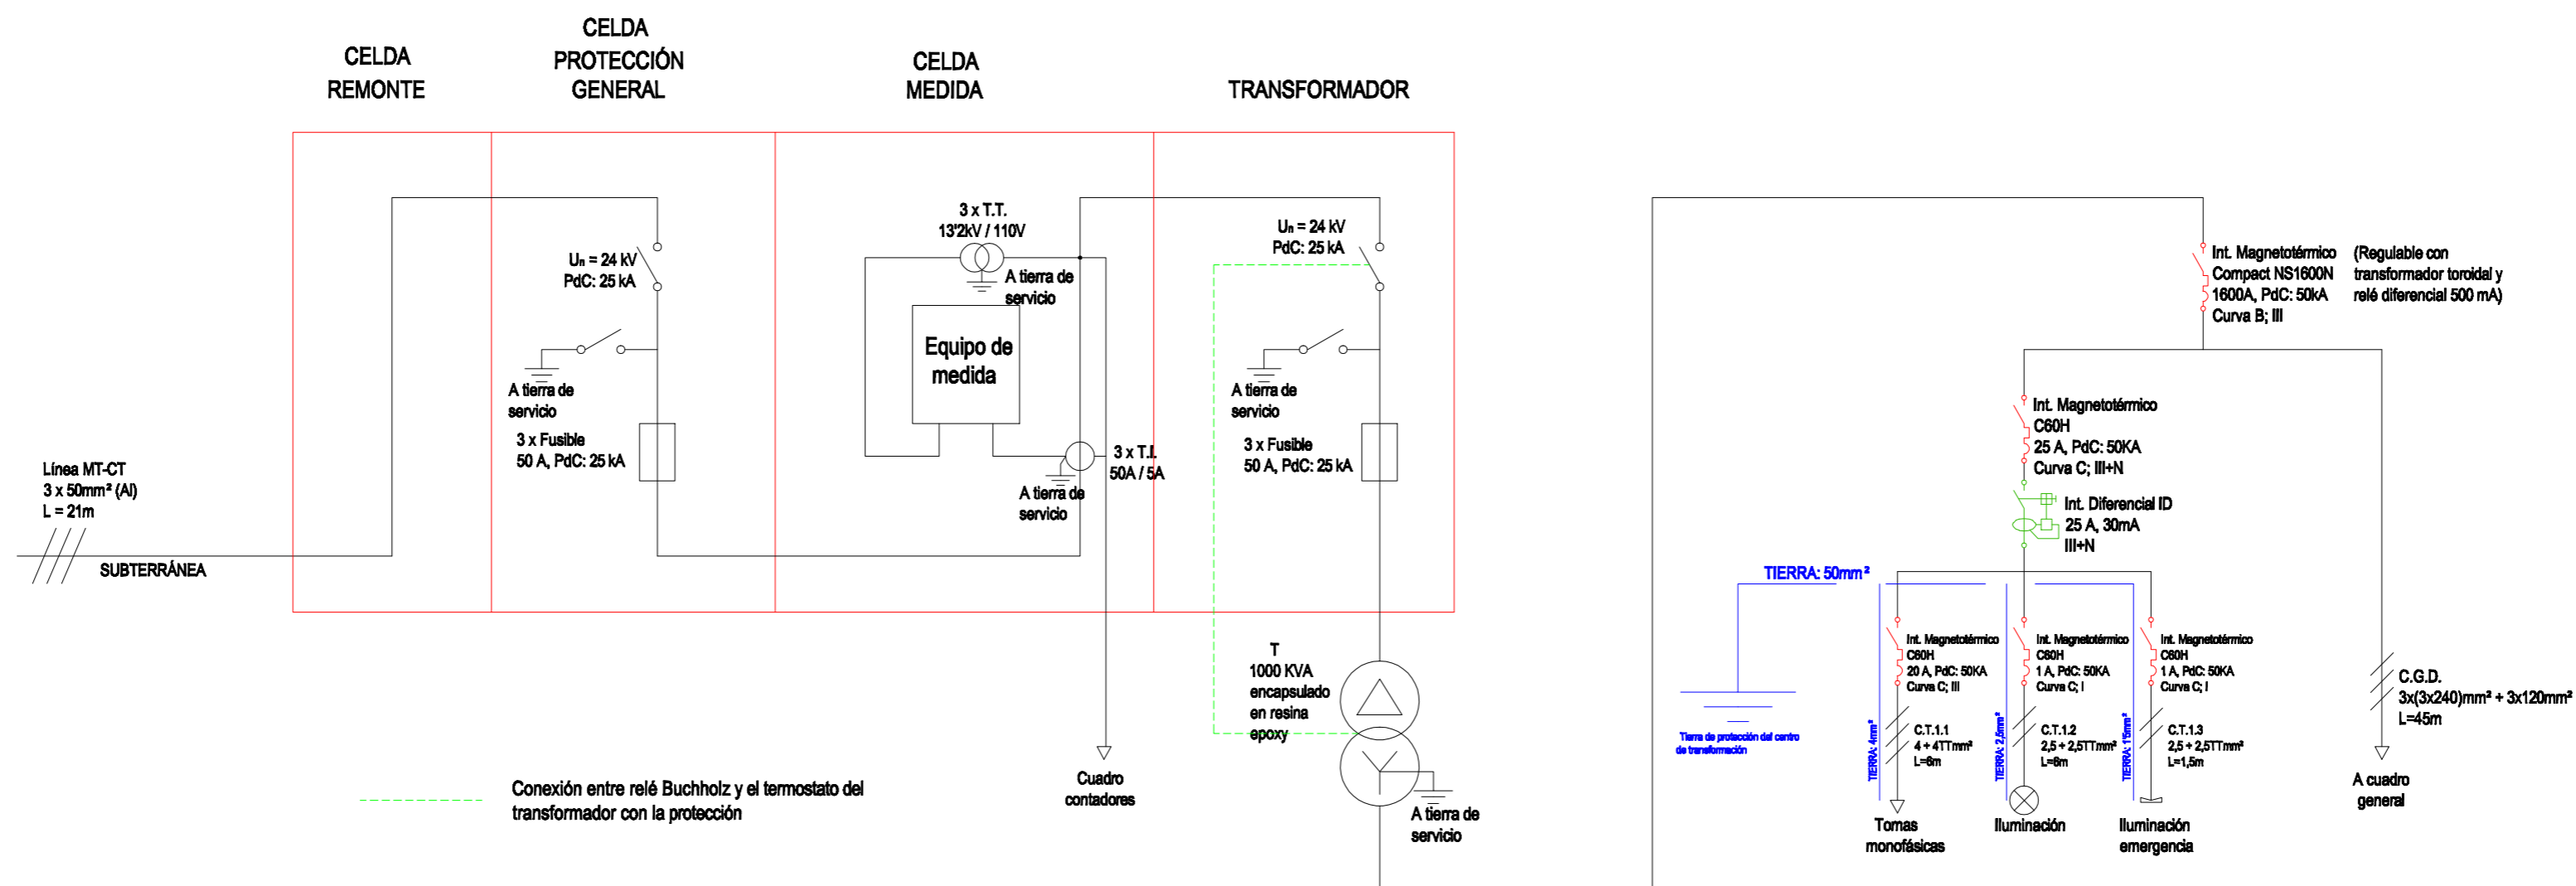 CELDA
REMONTE
CELDA
PROTECCIÓN
GENERAL
CELDA
MEDIDA
TRANSFORMADOR
Línea MT-CT
3 x 50mm² (Al)
L = 21m
SUBTERRÁNEA
Uₙ = 24 kV
PdC: 25 kA
A tierra de
servicio
3 x Fusible
50 A, PdC: 25 kA
3 x T.T.
13'2kV / 110V
A tierra de
servicio
Equipo de
medida
3 x T.I.
50A / 5A
A tierra de
servicio
Cuadro
contadores
Uₙ = 24 kV
PdC: 25 kA
A tierra de
servicio
3 x Fusible
50 A, PdC: 25 kA
T
1000 KVA
encapsulado
en resina
epoxy
A tierra de
servicio
Conexión entre relé Buchholz y el termostato del
transformador con la protección
Int. Magnetotérmico
Compact NS1600N
1600A, PdC: 50kA
Curva B; III
(Regulable con
transformador toroidal y
relé diferencial 500 mA)
Int. Magnetotérmico
C60H
25 A, PdC: 50KA
Curva C; III+N
Int. Diferencial ID
25 A, 30mA
III+N
TIERRA: 50mm²
Tierra de protección del centro
de transformación
TIERRA: 4mm²
Int. Magnetotérmico
C60H
20 A, PdC: 50KA
Curva C; III
C.T.1.1
4 + 4TTmm²
L=6m
Tomas
monofásicas
TIERRA: 2,5mm²
Int. Magnetotérmico
C60H
1 A, PdC: 50KA
Curva C; I
C.T.1.2
2,5 + 2,5TTmm²
L=6m
Iluminación
TIERRA: 1'5mm²
Int. Magnetotérmico
C60H
1 A, PdC: 50KA
Curva C; I
C.T.1.3
2,5 + 2,5TTmm²
L=1,5m
Iluminación
emergencia
C.G.D.
3x(3x240)mm² + 3x120mm²
L=45m
A cuadro
general